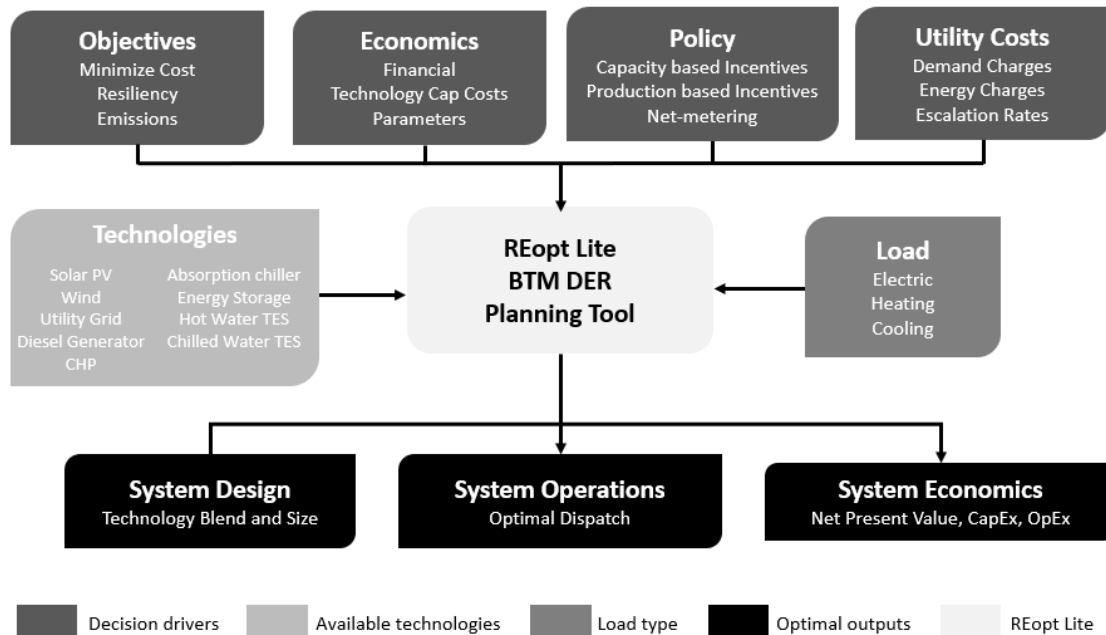 Objectives
Minimize Cost
Resiliency
Emissions
Economics
Financial
Technology Cap Costs
Parameters
Policy
Capacity based Incentives
Production based Incentives
Net-metering
Utility Costs
Demand Charges
Energy Charges
Escalation Rates
Technologies
Solar PV
Wind
Utility Grid
Diesel Generator
CHP
Absorption chiller
Energy Storage
Hot Water TES
Chilled Water TES
REopt Lite
BTM DER
Planning Tool
Load
Electric
Heating
Cooling
System Design
Technology Blend and Size
System Operations
Optimal Dispatch
System Economics
Net Present Value, CapEx, OpEx
Decision drivers
Available technologies
Load type
Optimal outputs
REopt Lite